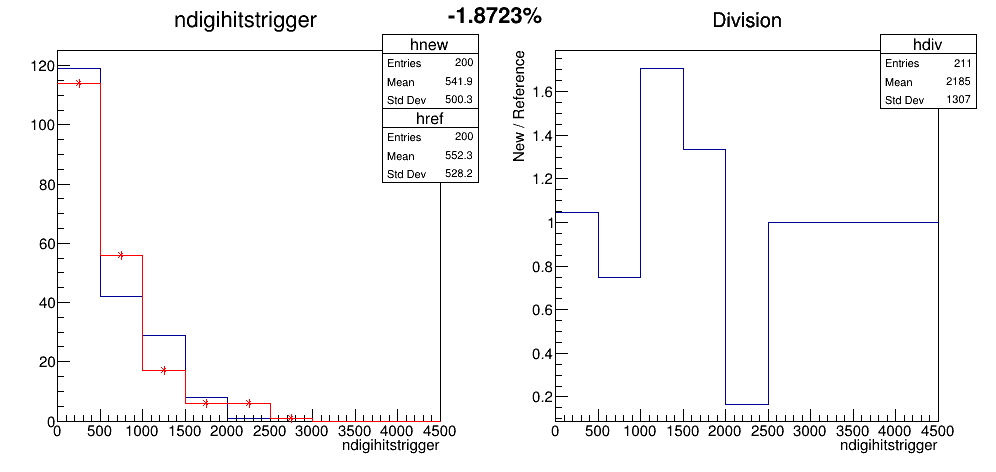 -1.8723%
ndigihitstrigger
hnew
Entries 200
Mean 541.9
Std Dev 500.3
href
Entries 200
Mean 552.3
Std Dev 528.2
120
100
80
60
40
20
0
0 500 1000 1500 2000 2500 3000 3500 4000 4500
ndigihitstrigger
Division
hdiv
Entries 211
Mean 2185
Std Dev 1307
New / Reference
1.6
1.4
1.2
1
0.8
0.6
0.4
0.2
0 500 1000 1500 2000 2500 3000 3500 4000 4500
ndigihitstrigger